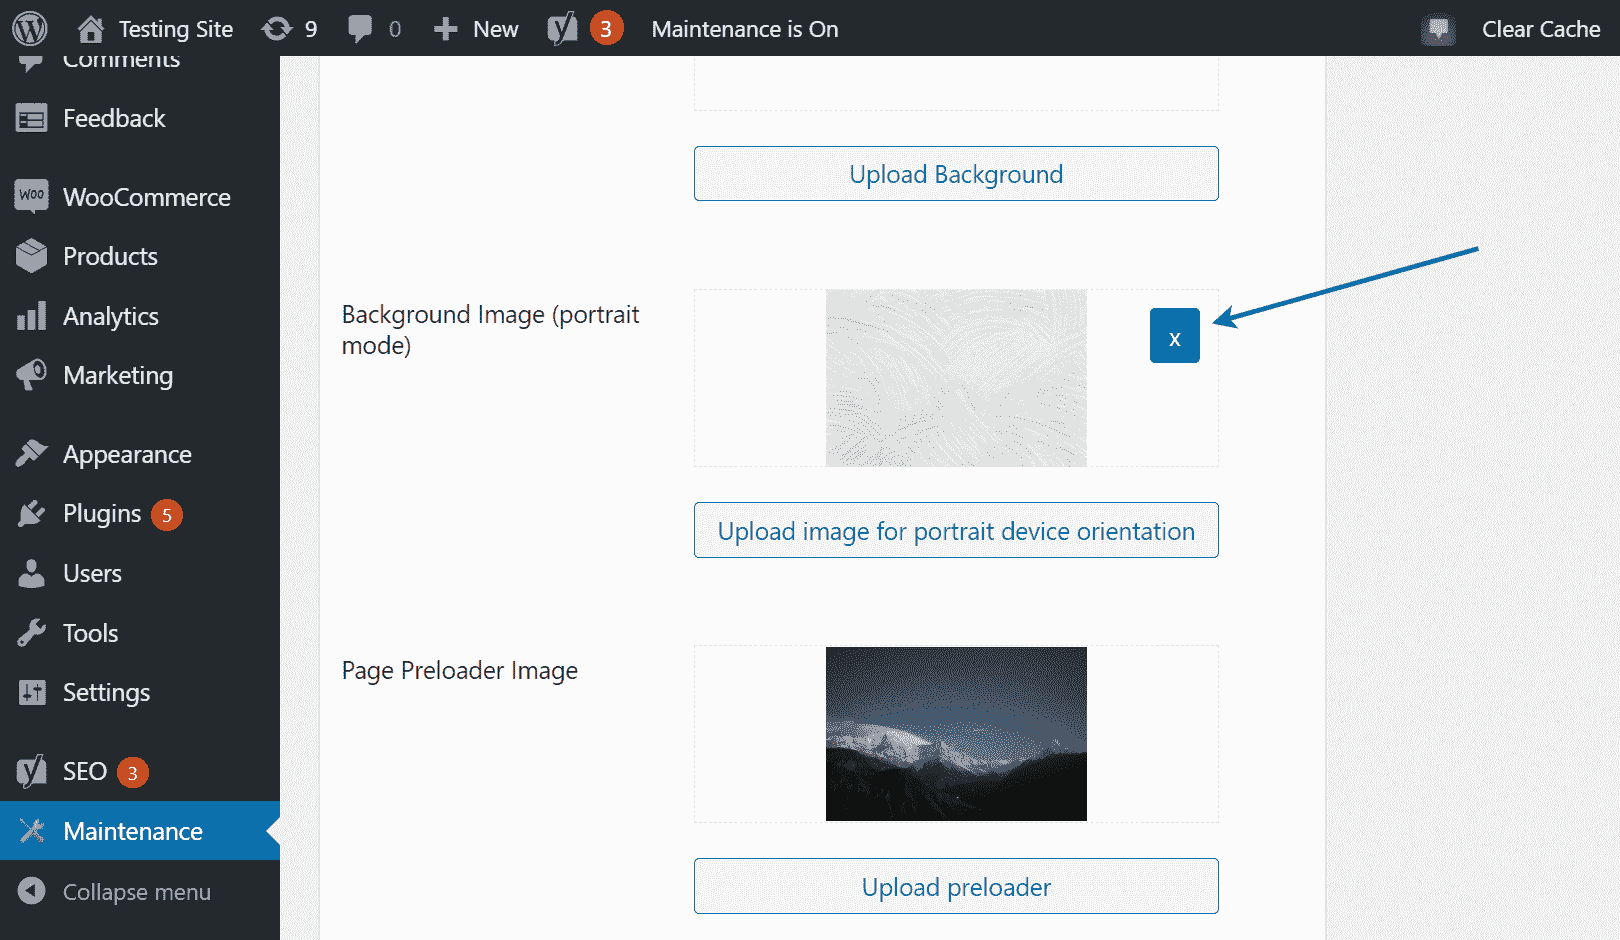 Testing Site
9
0
New
3
Maintenance is On
Clear Cache
Comments
Feedback
Woo
WooCommerce
Products
Analytics
Marketing
Appearance
Plugins 5
Users
Tools
Settings
SEO 3
Maintenance
Collapse menu
Upload Background
Background Image (portrait
mode)
x
Upload image for portrait device orientation
Page Preloader Image
Upload preloader